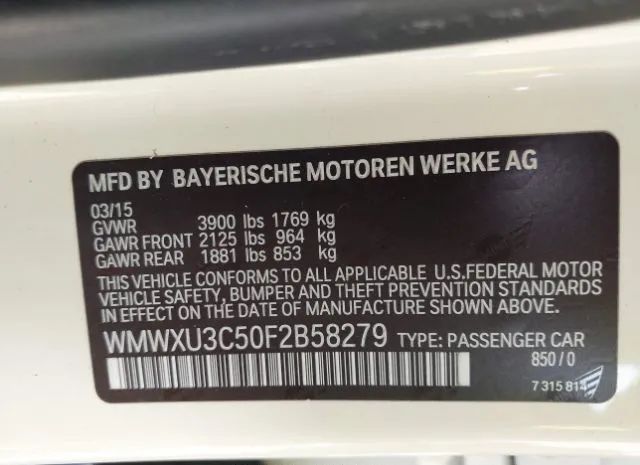 MFD BY BAYERISCHE MOTOREN WERKE AG
03/15
GVWR 3900 lbs 1769 kg
GAWR FRONT 2125 lbs 964 kg
GAWR REAR 1881 lbs 853 kg
THIS VEHICLE CONFORMS TO ALL APPLICABLE U.S.FEDERAL MOTOR
VEHICLE SAFETY, BUMPER AND THEFT PREVENTION STANDARDS
IN EFFECT ON THE DATE OF MANUFACTURE SHOWN ABOVE.
WMWXU3C50F2B58279 TYPE: PASSENGER CAR
850/0
7 315 814